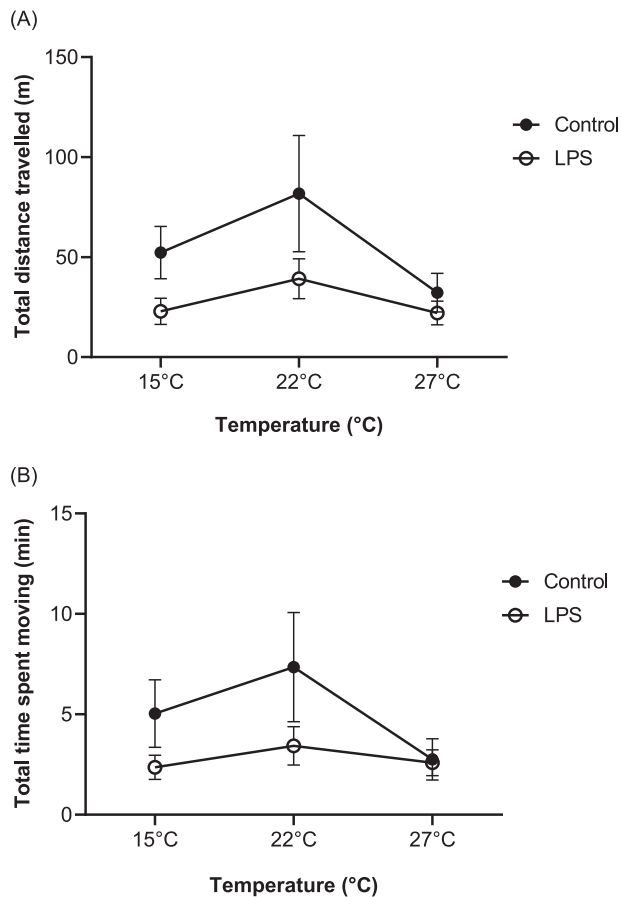 (A)
150
100
50
0
Total distance travelled (m)
Control
LPS
15°C 22°C 27°C
Temperature (°C)
(B)
15
10
5
0
Total time spent moving (min)
Control
LPS
15°C 22°C 27°C
Temperature (°C)